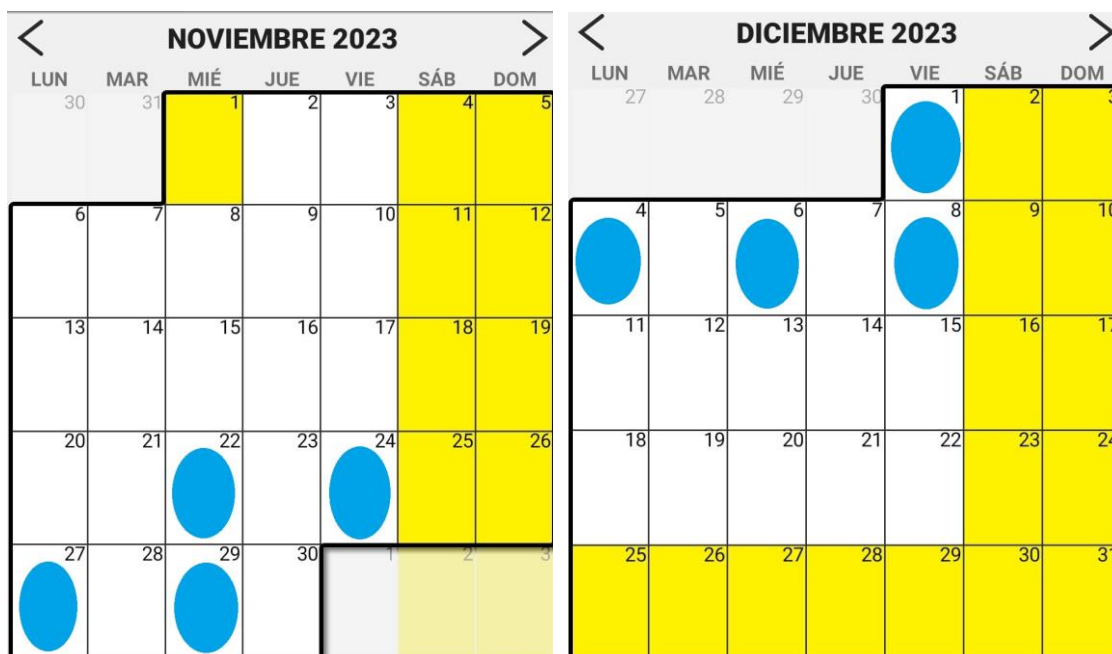 NOVIEMBRE 2023
LUN MAR MIÉ JUE VIE SÁB DOM
30 31 1 2 3 4 5
6 7 8 9 10 11 12
13 14 15 16 17 18 19
20 21 22 23 24 25 26
27 28 29 30 1 2 3
DICIEMBRE 2023
LUN MAR MIÉ JUE VIE SÁB DOM
27 28 29 30 1 2 3
4 5 6 7 8 9 10
11 12 13 14 15 16 17
18 19 20 21 22 23 24
25 26 27 28 29 30 31